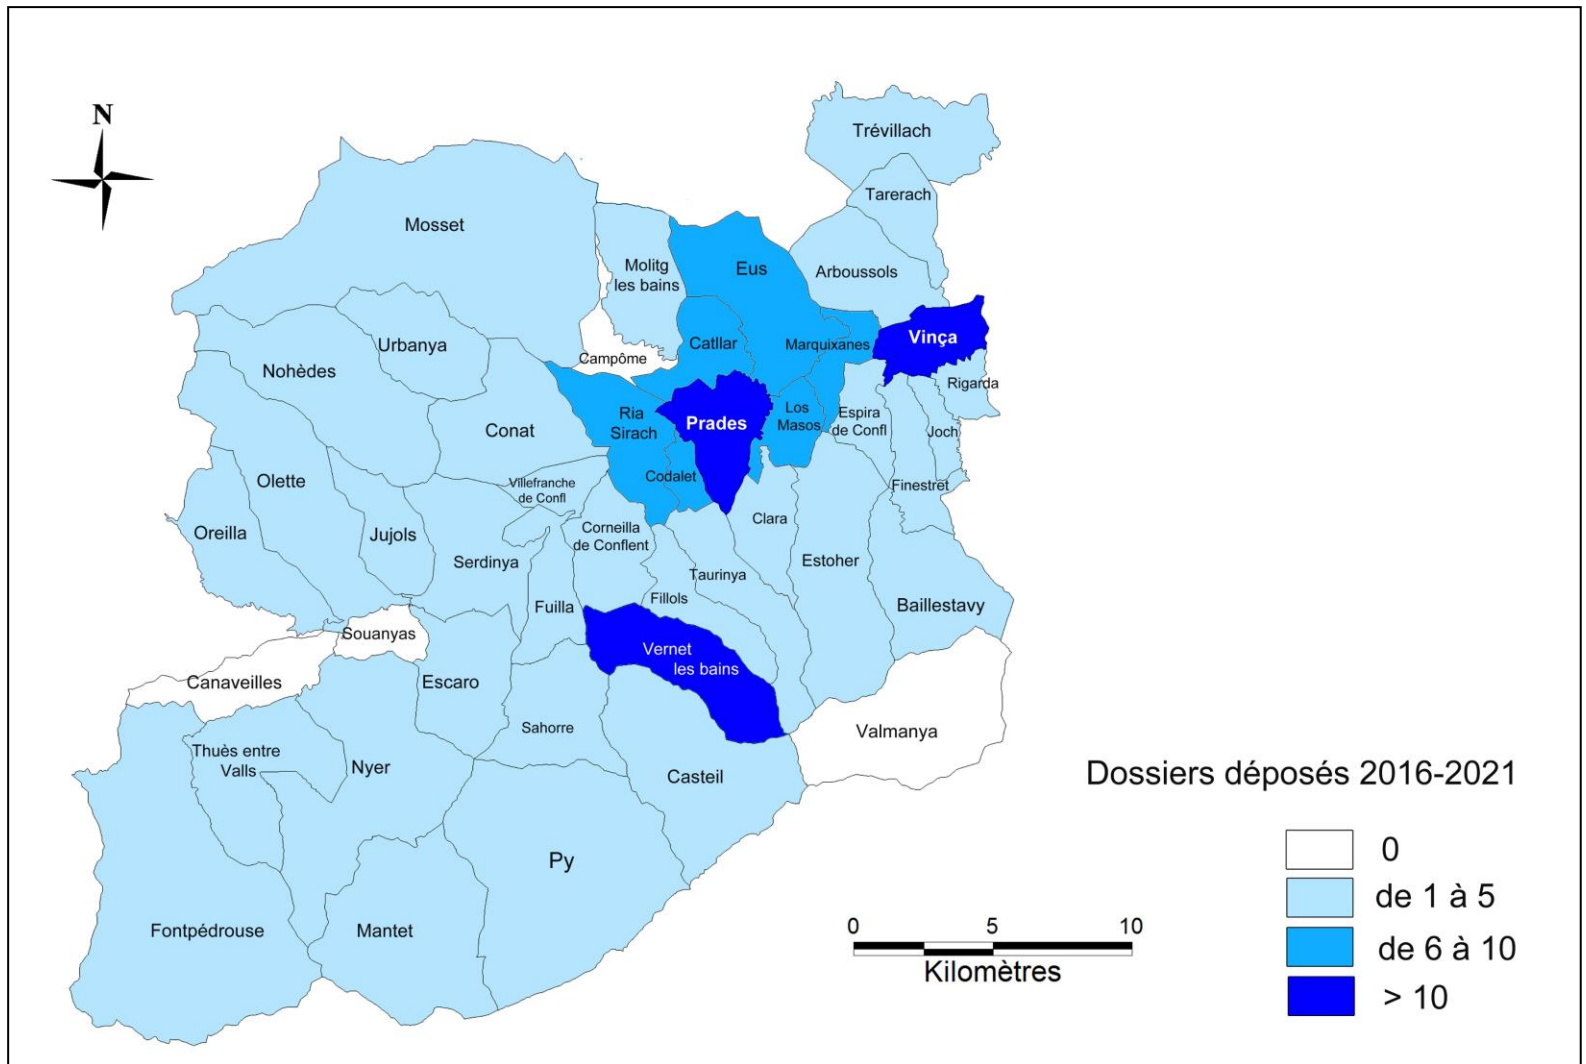 N
Trévillach
Tarerach
Mosset
Molitg
les bains
Eus
Arboussols
Urbanya
Campôme
Catllar
Marquixanes
Vinça
Nohèdes
Rigarda
Ria
Sirach
Prades
Los
Masos
Espira
de Confl
Joch
Conat
Olette
Villefranche
de Confl
Codalet
Finestret
Oreilla
Jujols
Corneilla
de Conflent
Clara
Serdinya
Estoher
Taurinya
Fuilla
Fillols
Baillestavy
Souanyas
Vernet
les bains
Canaveilles
Escaro
Sahorre
Valmanya
Thuès entre
Valls
Nyer
Casteil
Py
Fontpédrouse
Mantet
0 5 10
Kilomètres
Dossiers déposés 2016-2021
0
de 1 à 5
de 6 à 10
> 10